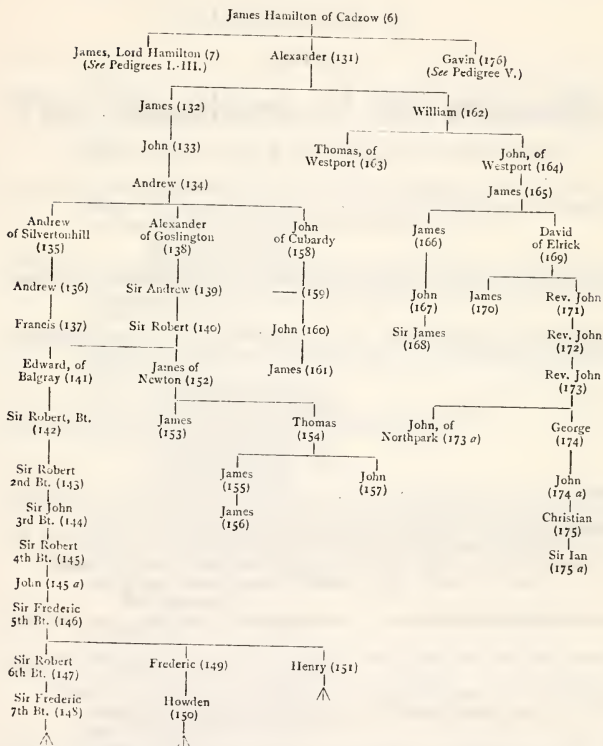 James Hamilton of Cadzow (6)
James, Lord Hamilton (7)
(See Pedigrees I.-III.)
Alexander (131)
Gavin (176)
(See Pedigree V.)
James (132)
William (162)
John (133)
Thomas, of
Westport (163)
John, of
Westport (164)
Andrew (134)
James (165)
Andrew
of Silvertonhill
(135)
Alexander
of Goslington
(138)
John
of Cubardy
(158)
James
(166)
David
of Elrick
(169)
Andrew (136)
Sir Andrew (139)
—— (159)
John
(167)
James
(170)
Rev. John
(171)
Francis (137)
Sir Robert (140)
John (160)
Sir James
(168)
Rev. John
(172)
Edward, of
Balgray (141)
James of
Newton (152)
James (161)
Rev. John
(173)
Sir Robert, Bt.
(142)
James
(153)
Thomas
(154)
John, of
Northpark (173 a)
George
(174)
Sir Robert
2nd Bt. (143)
James
(155)
John
(157)
John
(174 a)
Sir John
3rd Bt. (144)
James
(156)
Christian
(175)
Sir Robert
4th Bt. (145)
Sir Ian
(175 a)
John (145 a)
Sir Frederic
5th Bt. (146)
Sir Robert
6th Bt. (147)
Frederic (149)
Henry (151)
Sir Frederic
7th Bt. (148)
Howden
(150)